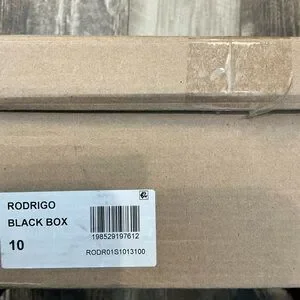 RODRIGO
BLACK BOX
10
198529197612
RODR01S1013100